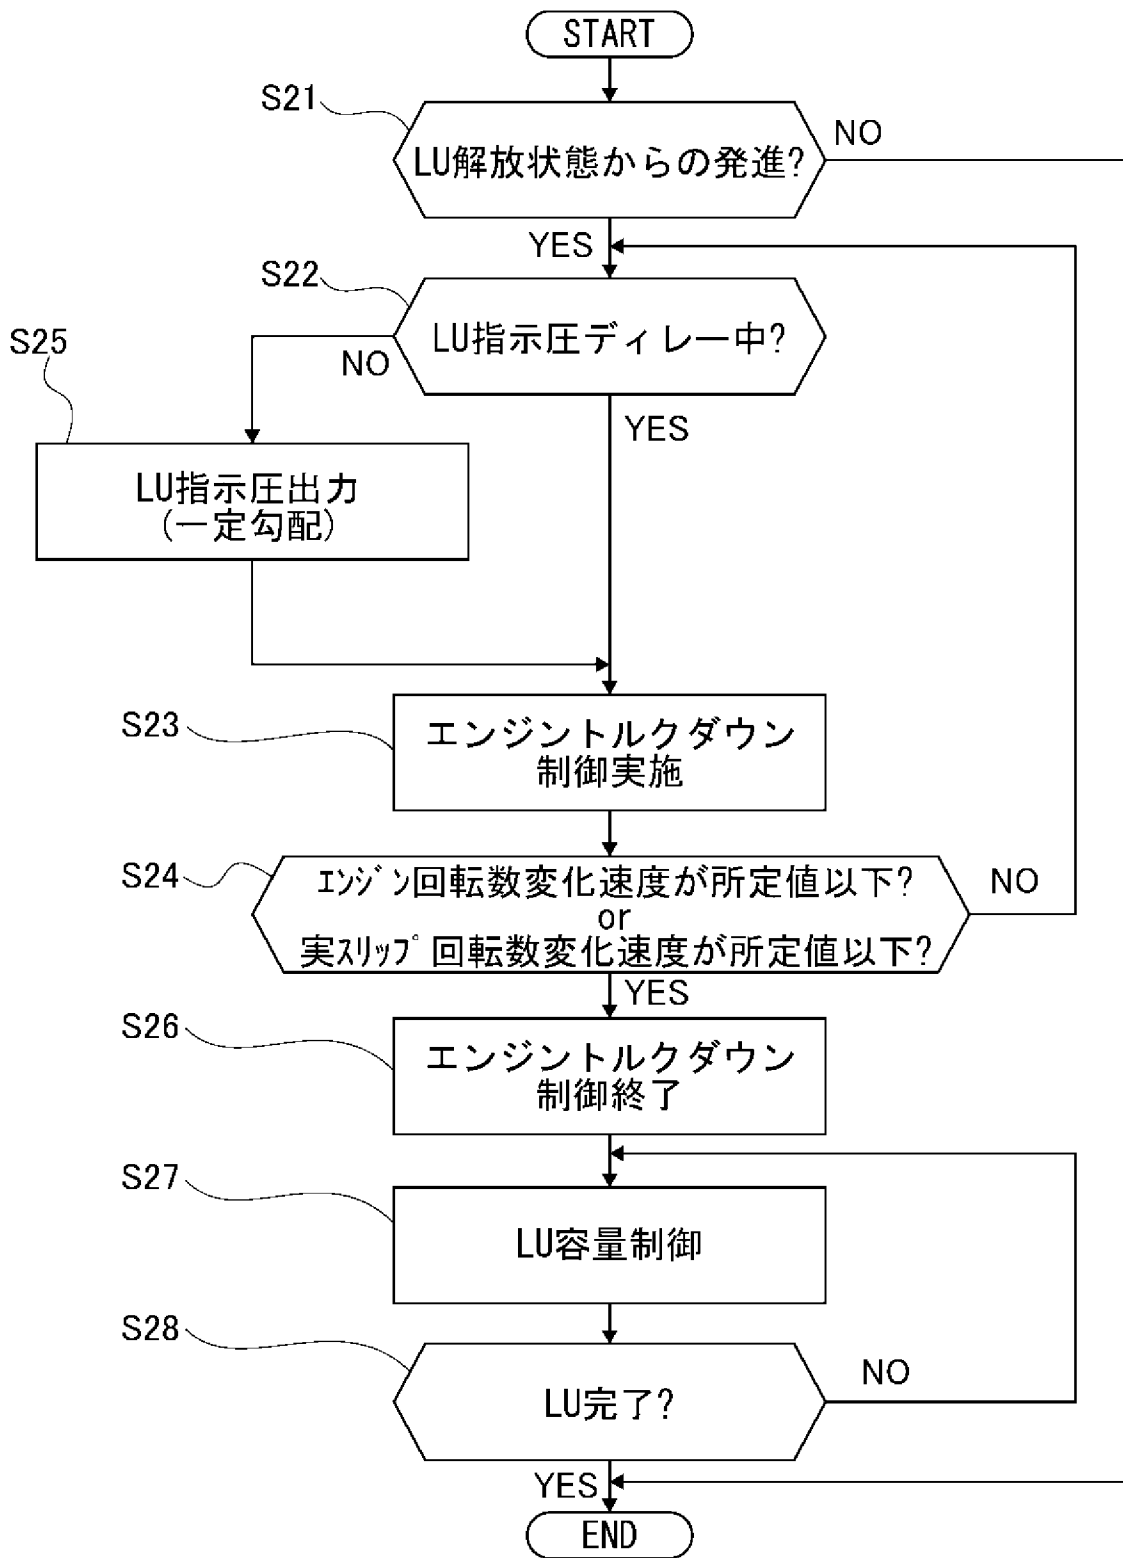 START
S21
LU解放状態からの発進?
NO
YES
S22
LU指示圧ディレー中?
NO
YES
S25
LU指示圧出力
(一定勾配)
S23
エンジントルクダウン
制御実施
S24
エンジン回転数変化速度が所定値以下?
or
実スリップ回転数変化速度が所定値以下?
NO
YES
S26
エンジントルクダウン
制御終了
S27
LU容量制御
S28
LU完了?
NO
YES
END